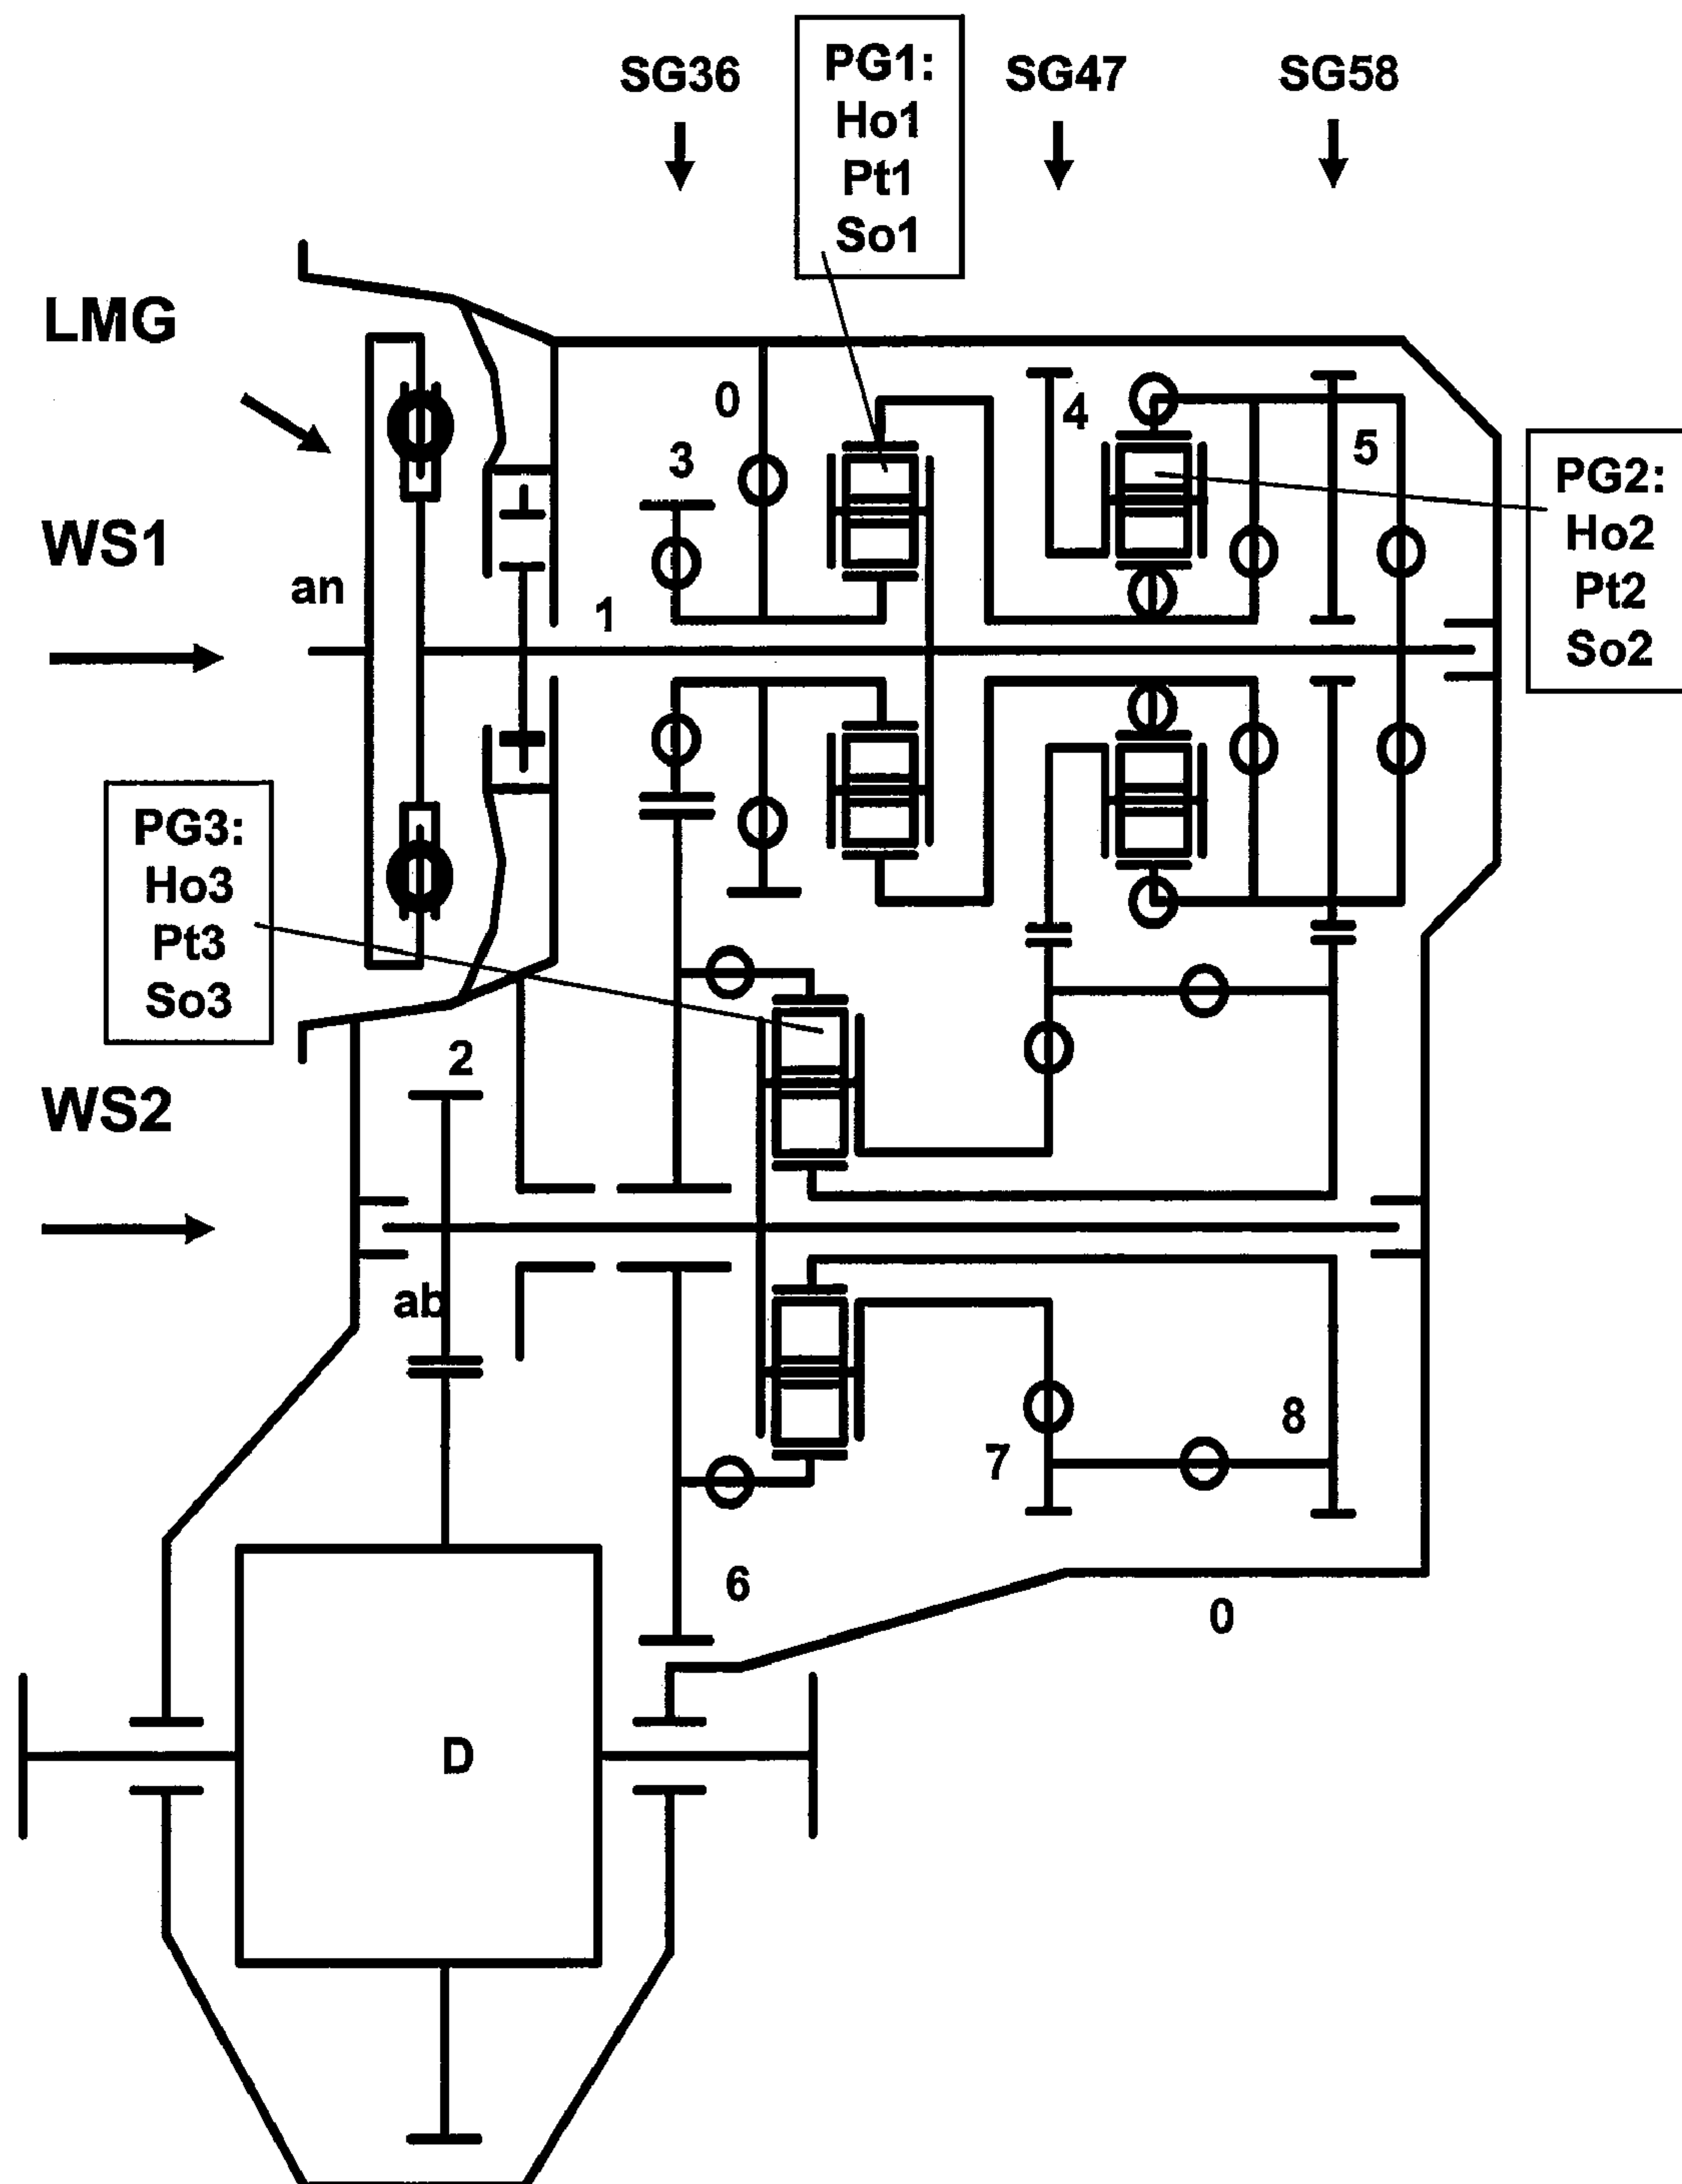 SG36
PG1:
Ho1
Pt1
So1
SG47
SG58
LMG
0
3
4
5
PG2:
Ho2
Pt2
So2
WS1
an
1
PG3:
Ho3
Pt3
So3
2
WS2
ab
8
7
6
0
D